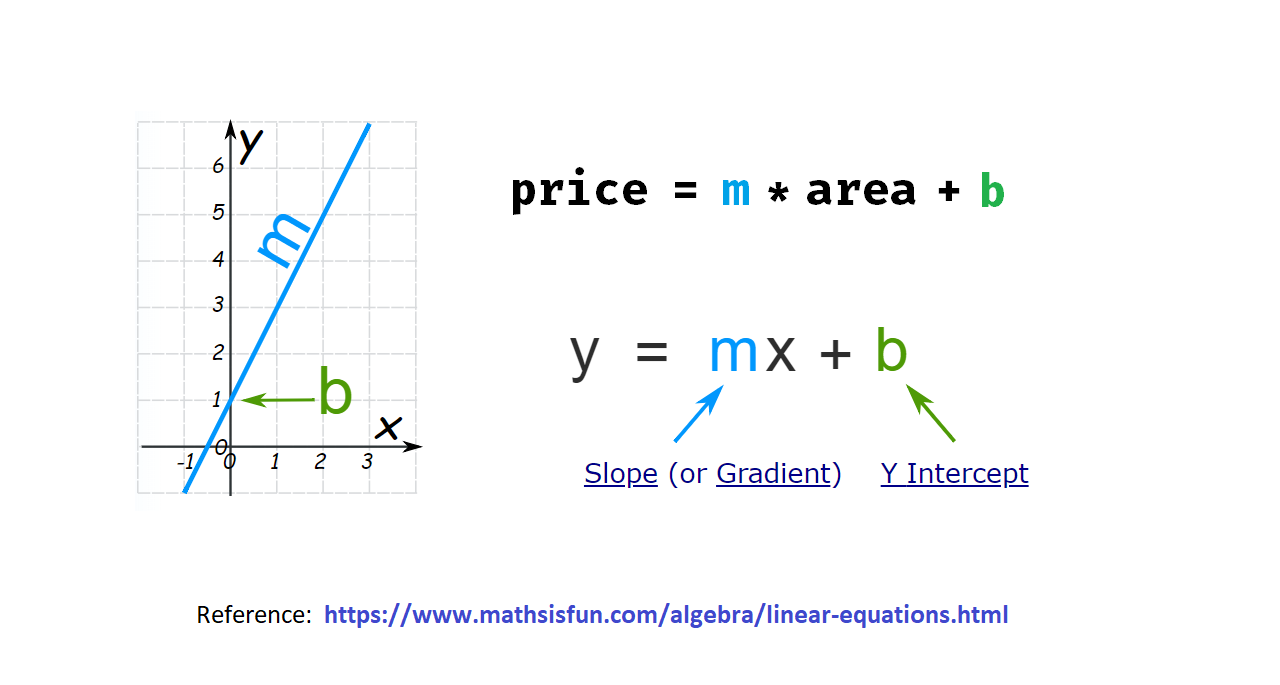 y
6
5
4
3
2
1
0
-1 0 1 2 3
m
b
x
price = m * area + b
y = mx + b
Slope (or Gradient) Y Intercept
Reference: https://www.mathsisfun.com/algebra/linear-equations.html